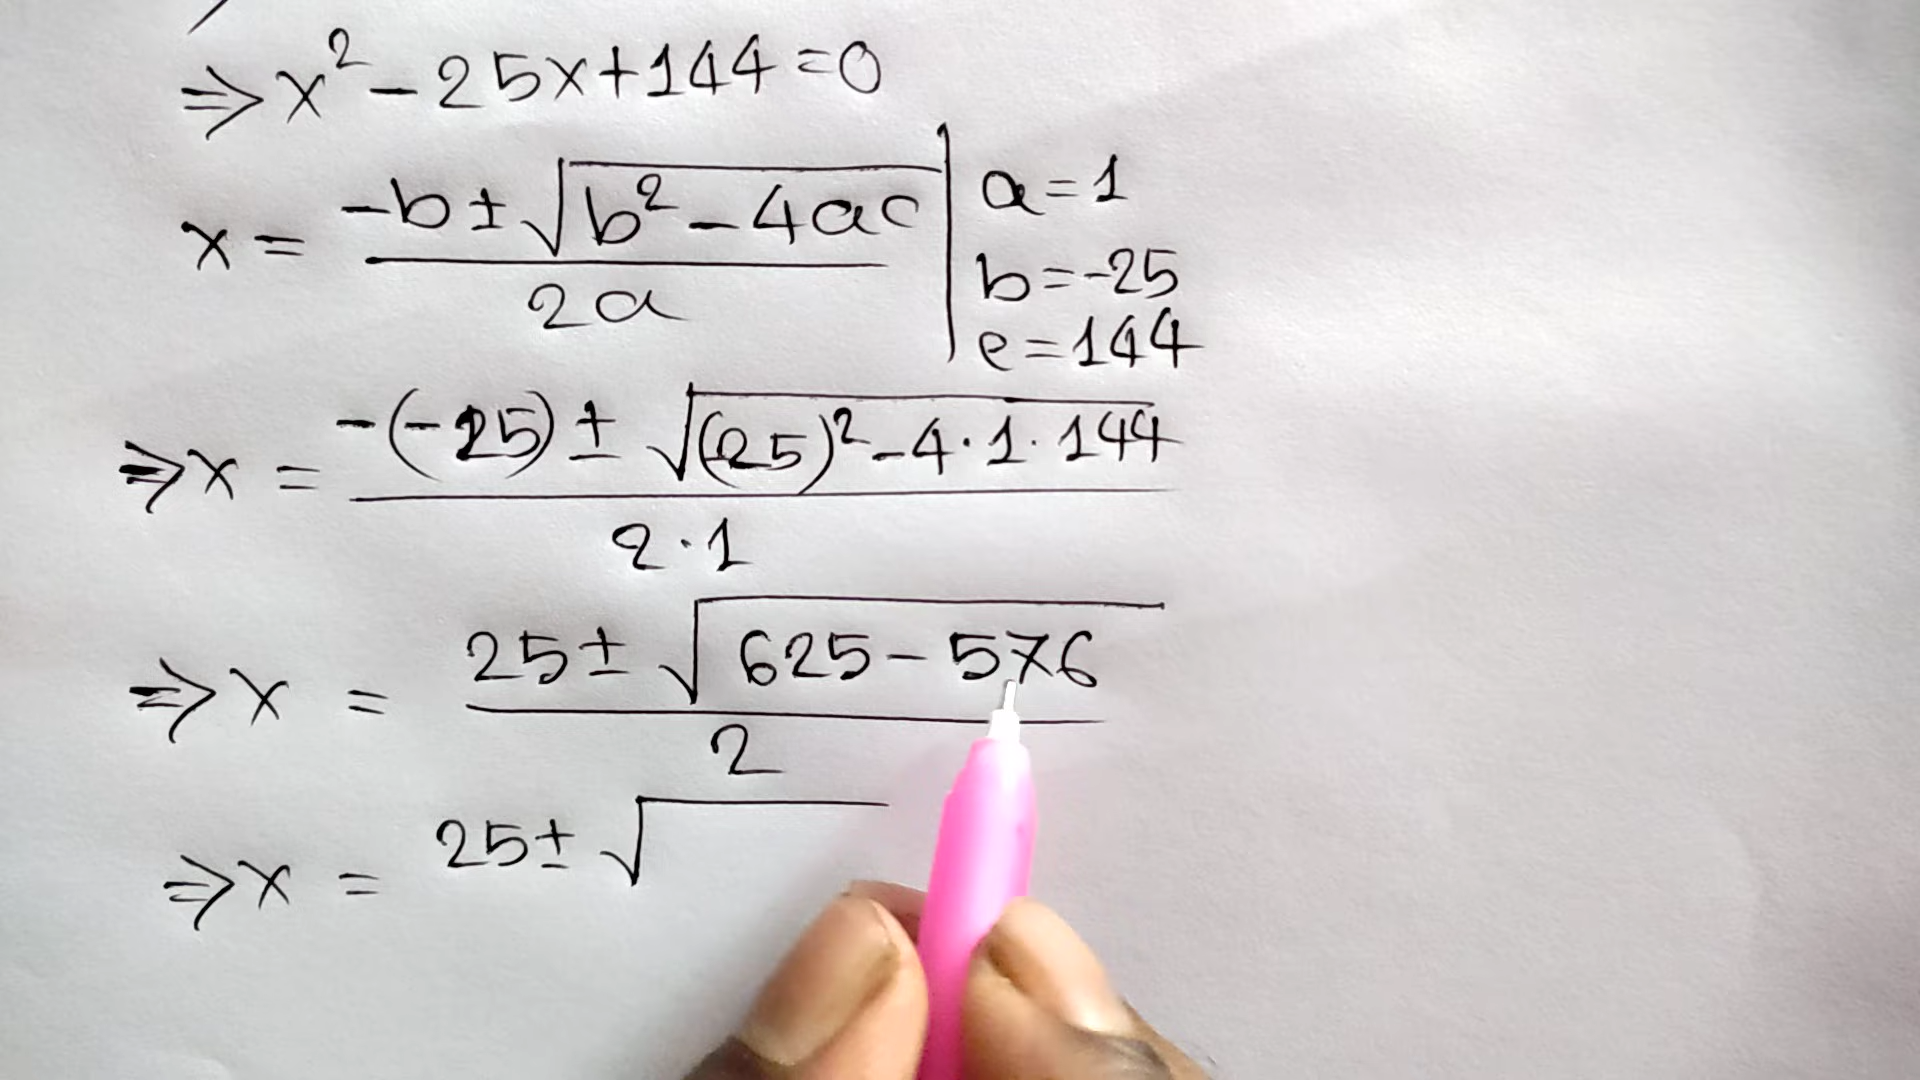 ⇒ x² - 25x + 144 = 0
x = (-b ± √(b² - 4ac)) / 2a
a = 1
b = -25
c = 144
⇒ x = (-(-25) ± √((25)² - 4·1·144)) / 2·1
⇒ x = (25 ± √(625 - 576)) / 2
⇒ x = 25 ± √